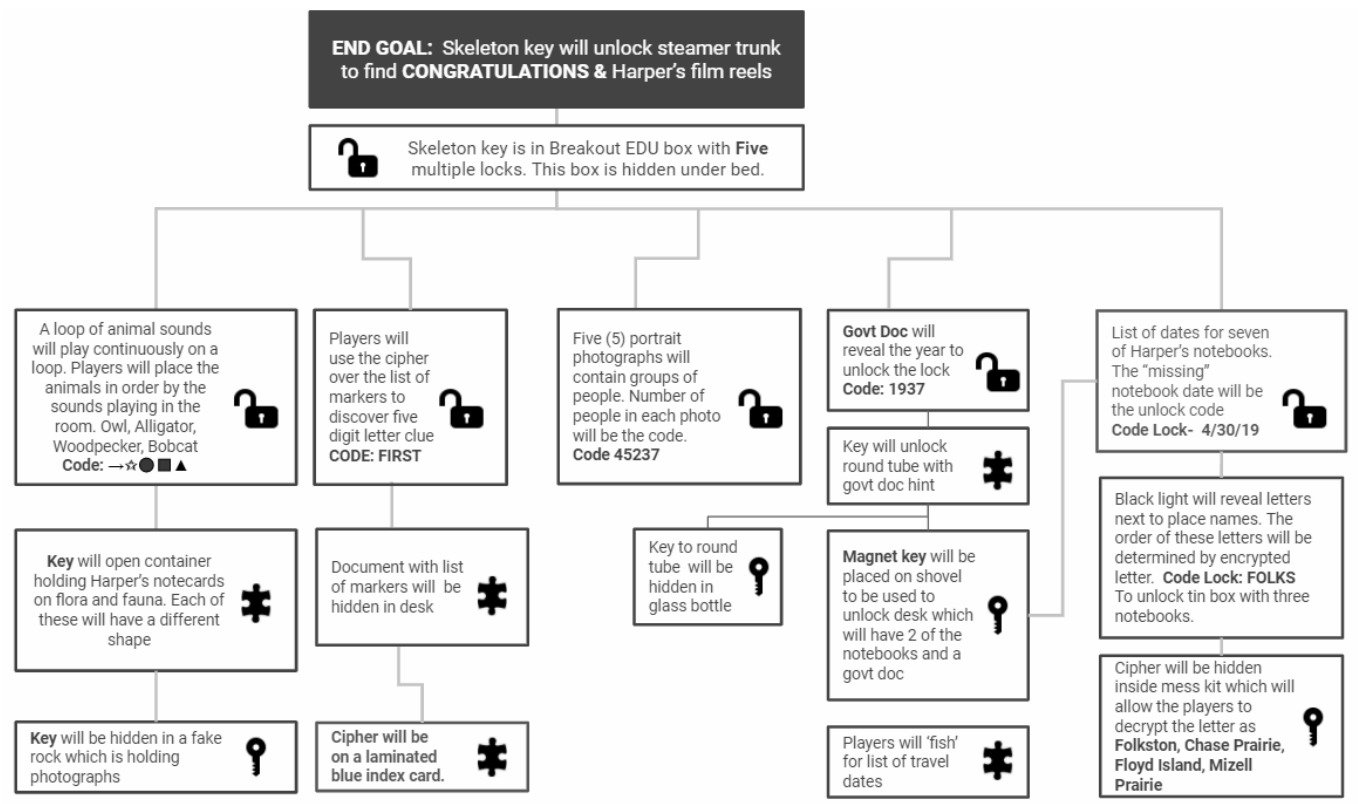 END GOAL: Skeleton key will unlock steamer trunk
to find CONGRATULATIONS & Harper's film reels
Skeleton key is in Breakout EDU box with Five
multiple locks. This box is hidden under bed.
A loop of animal sounds
will play continuously on a
loop. Players will place the
animals in order by the
sounds playing in the
room. Owl, Alligator,
Woodpecker, Bobcat
Code: →☆●■▲
Key will open container
holding Harper's notecards
on flora and fauna. Each of
these will have a different
shape
Key will be hidden in a fake
rock which is holding
photographs
Players will
use the cipher
over the list of
markers to
discover five
digit letter clue
CODE: FIRST
Document with list
of markers will be
hidden in desk
Cipher will be
on a laminated
blue index card.
Five (5) portrait
photographs will
contain groups of
people. Number of
people in each photo
will be the code.
Code 45237
Govt Doc will
reveal the year to
unlock the lock
Code: 1937
Key will unlock
round tube with
govt doc hint
Key to round
tube will be
hidden in
glass bottle
Magnet key will be
placed on shovel
to be used to
unlock desk which
will have 2 of the
notebooks and a
govt doc
Players will 'fish'
for list of travel
dates
List of dates for seven
of Harper's notebooks.
The "missing"
notebook date will be
the unlock code
Code Lock- 4/30/19
Black light will reveal letters
next to place names. The
order of these letters will be
determined by encrypted
letter. Code Lock: FOLKS
To unlock tin box with three
notebooks.
Cipher will be hidden
inside mess kit which will
allow the players to
decrypt the letter as
Folkston, Chase Prairie,
Floyd Island, Mizell
Prairie